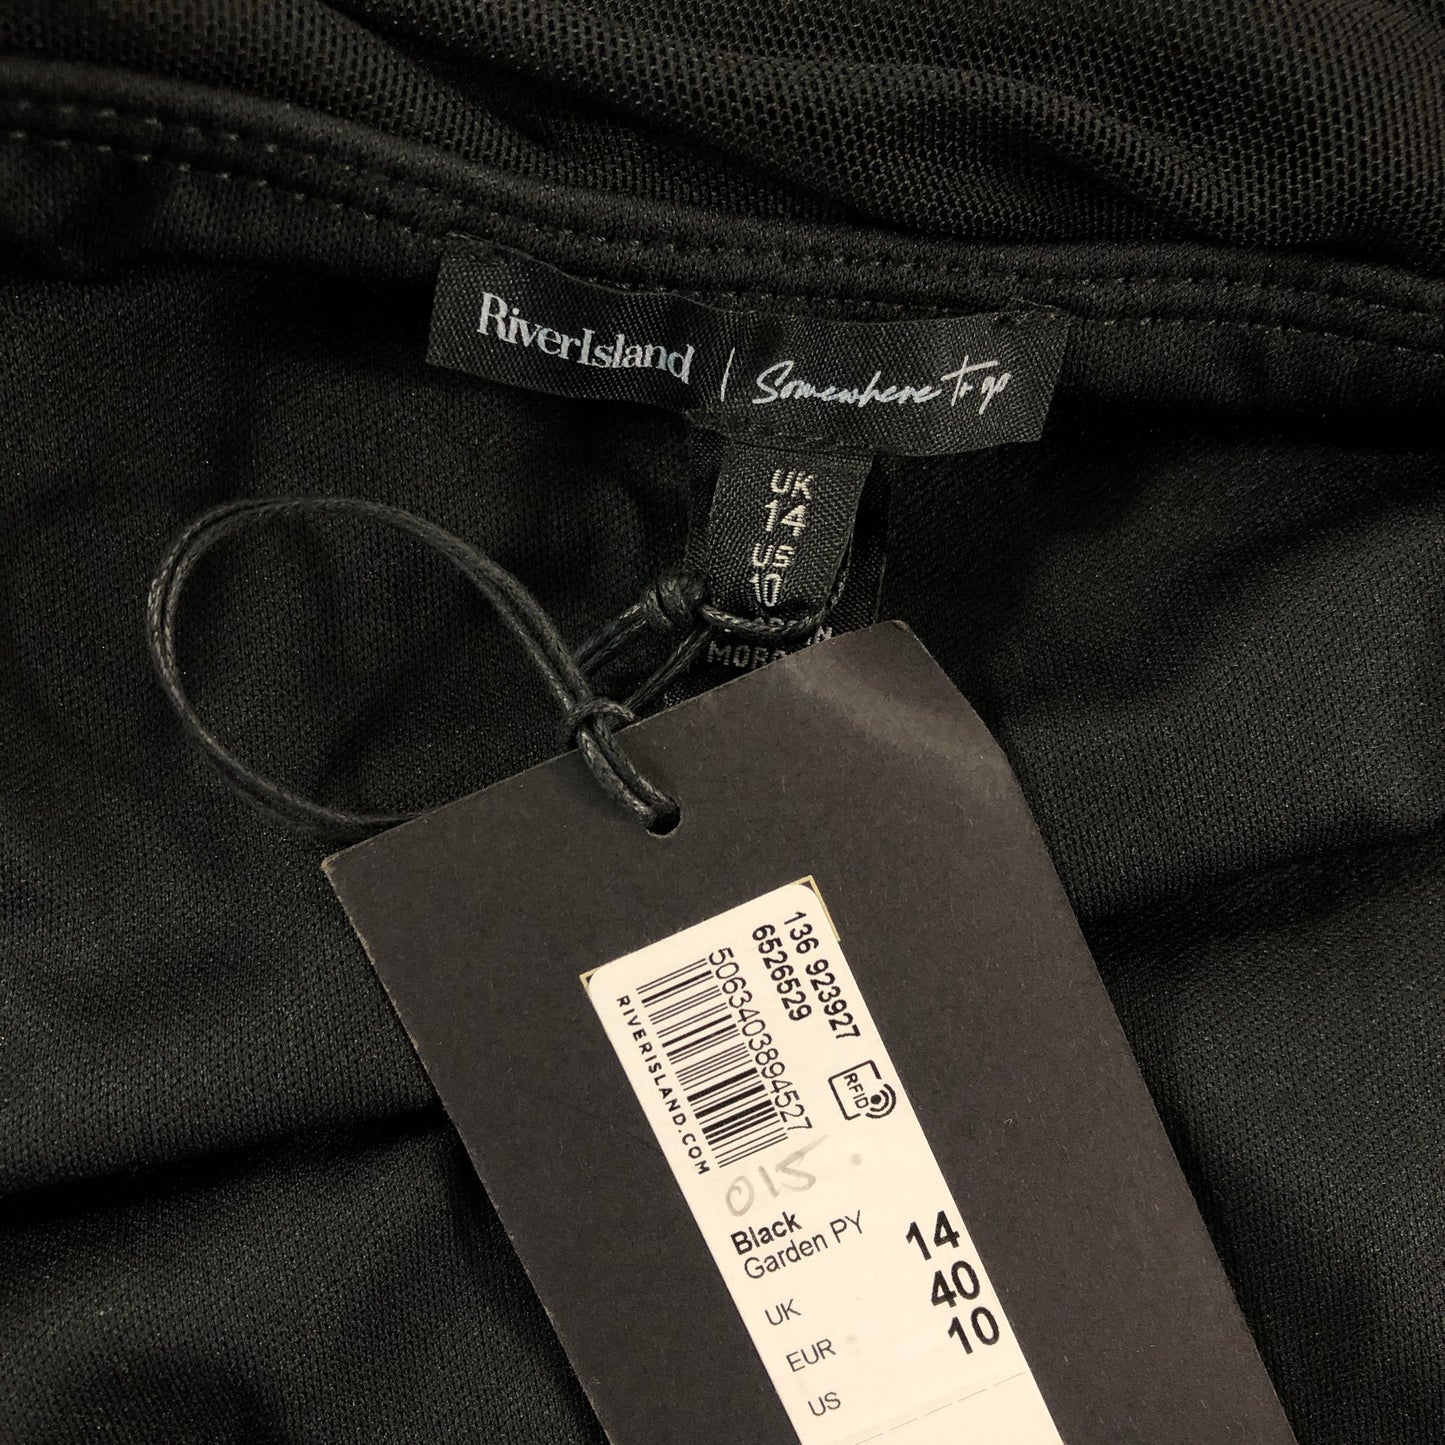 RiverIsland | Somewhere to go
UK
14
US
10
136 923927
6526529
5063403894527
RIVERISLAND.COM
RFID
015
Black
Garden PY
UK 14
EUR 40
US 10